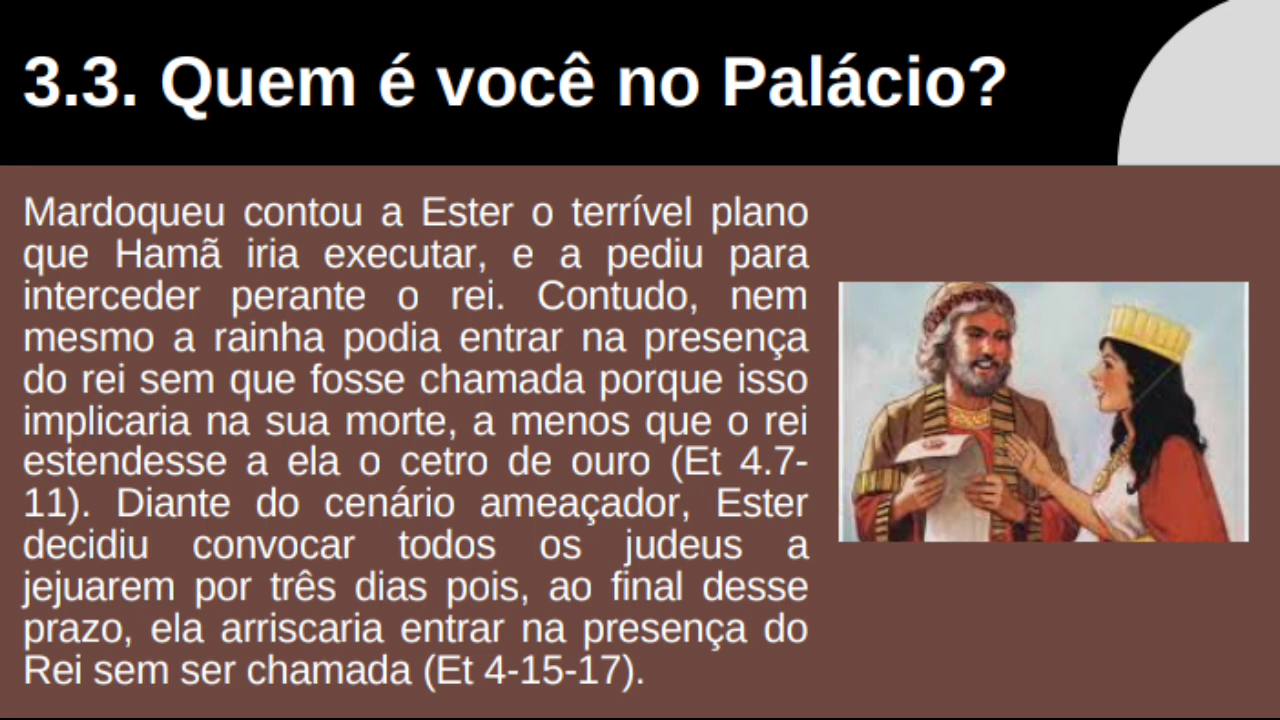 3.3. Quem é você no Palácio?
Mardoqueu contou a Ester o terrível plano
que Hamã iria executar, e a pediu para
interceder perante o rei. Contudo, nem
mesmo a rainha podia entrar na presença
do rei sem que fosse chamada porque isso
implicaria na sua morte, a menos que o rei
estendesse a ela o cetro de ouro (Et 4.7-
11). Diante do cenário ameaçador, Ester
decidiu convocar todos os judeus a
jejuarem por três dias pois, ao final desse
prazo, ela arriscaria entrar na presença do
Rei sem ser chamada (Et 4-15-17).